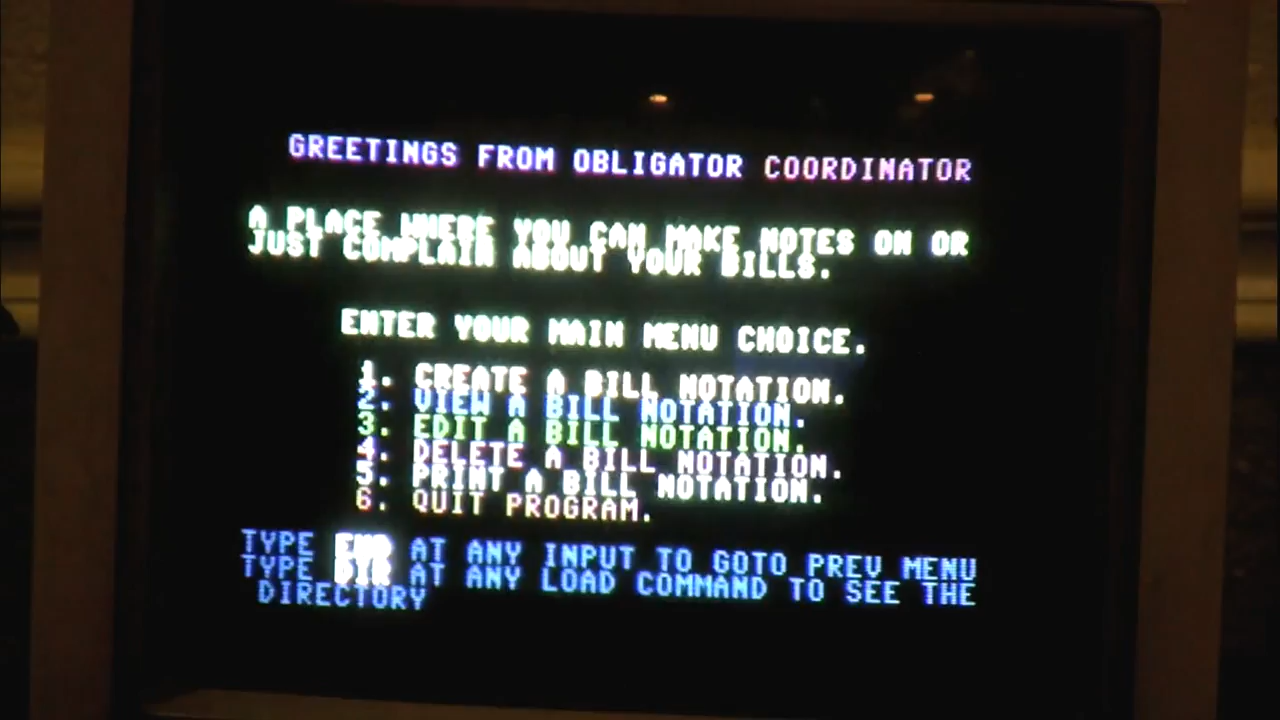 GREETINGS FROM OBLIGATOR COORDINATOR
A PLACE WHERE YOU CAN MAKE NOTES ON OR
JUST COMPLAIN ABOUT YOUR BILLS.
ENTER YOUR MAIN MENU CHOICE.
1. CREATE A BILL NOTATION.
2. VIEW A BILL NOTATION.
3. EDIT A BILL NOTATION.
4. DELETE A BILL NOTATION.
5. PRINT A BILL NOTATION.
6. QUIT PROGRAM.
TYPE END AT ANY INPUT TO GOTO PREV MENU
TYPE DIR AT ANY LOAD COMMAND TO SEE THE
DIRECTORY